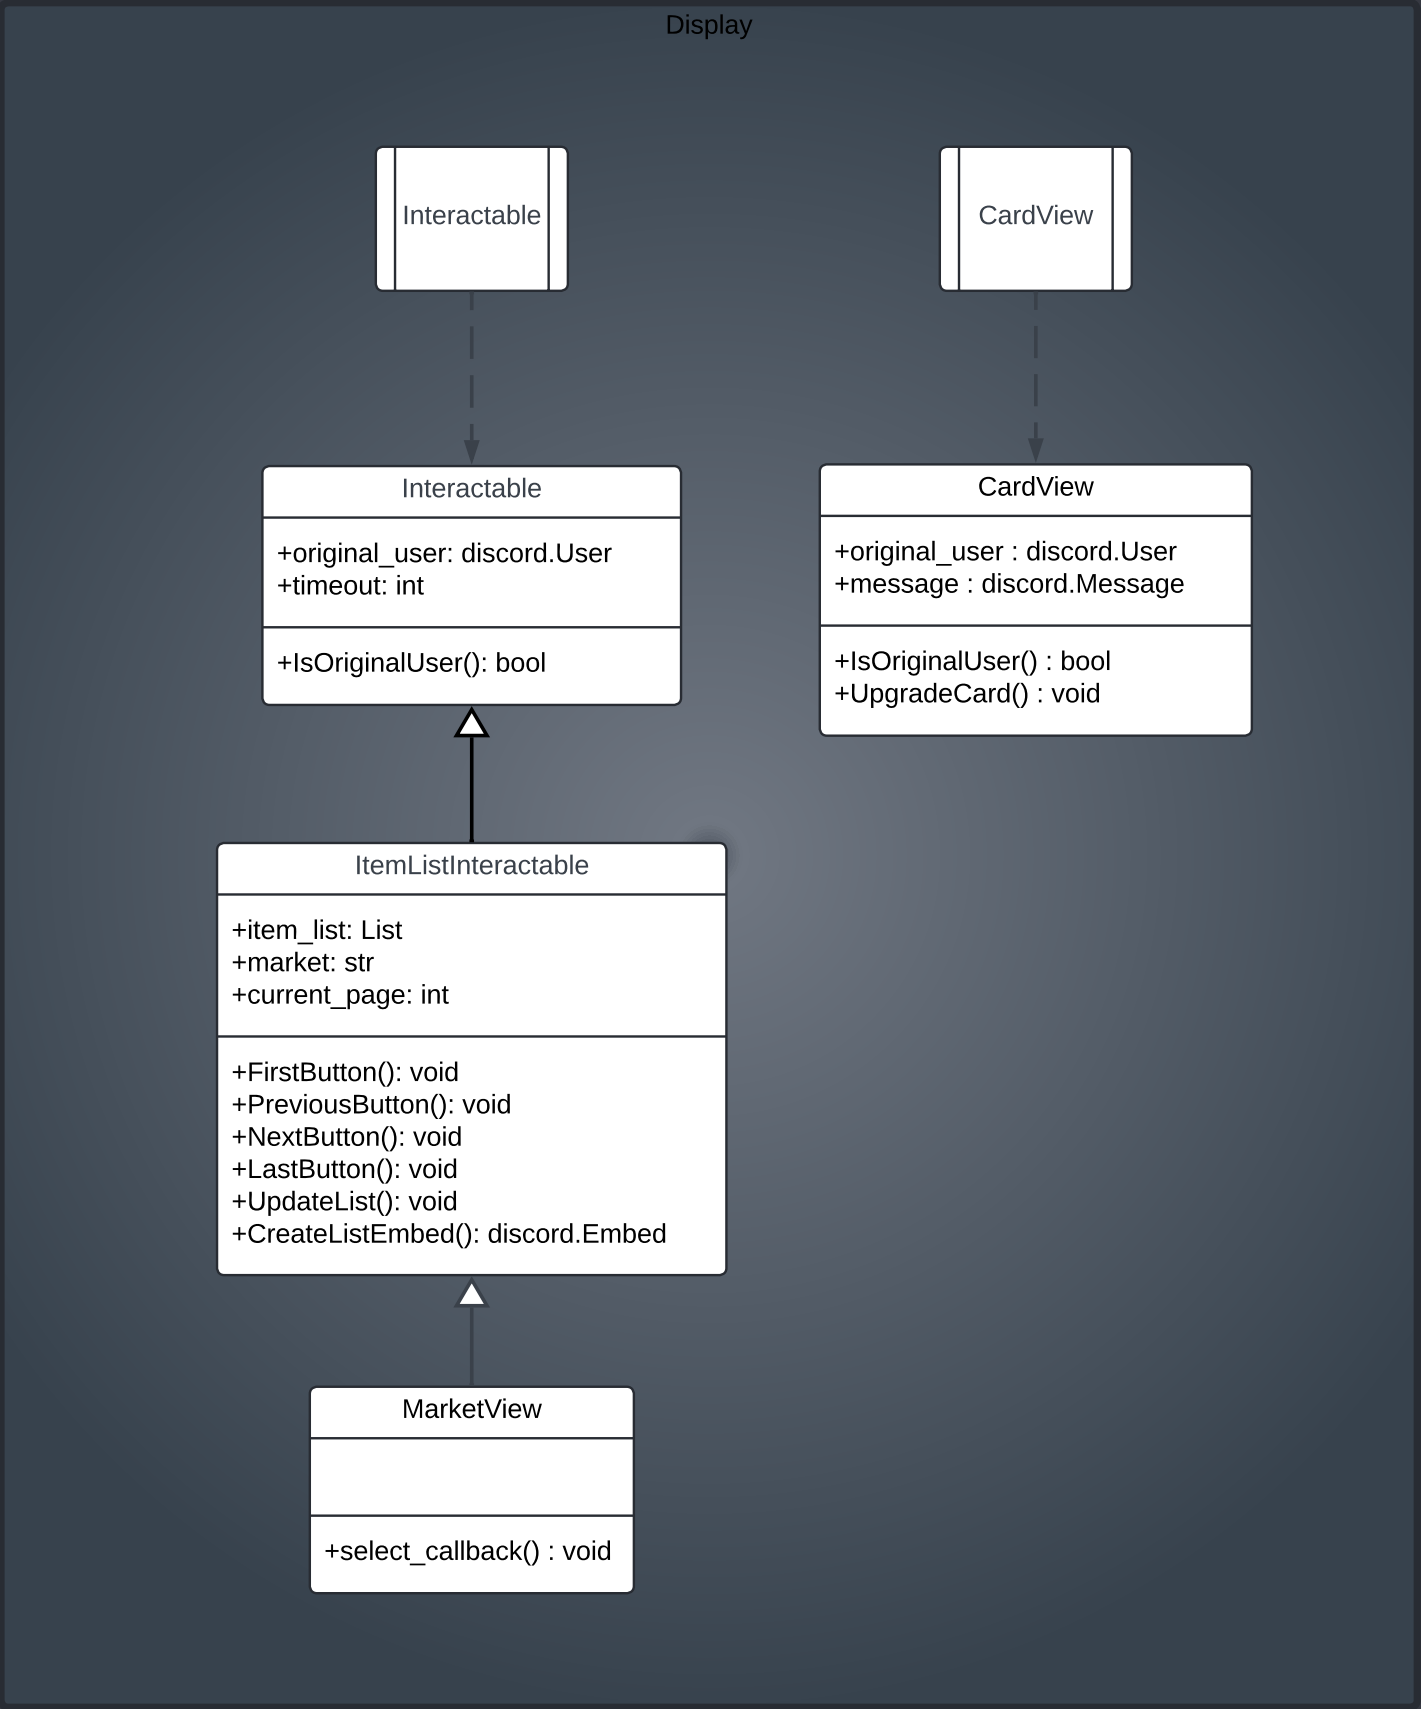 Display
Interactable
CardView
Interactable
+original_user: discord.User
+timeout: int
+IsOriginalUser(): bool
CardView
+original_user : discord.User
+message : discord.Message
+IsOriginalUser() : bool
+UpgradeCard() : void
ItemListInteractable
+item_list: List
+market: str
+current_page: int
+FirstButton(): void
+PreviousButton(): void
+NextButton(): void
+LastButton(): void
+UpdateList(): void
+CreateListEmbed(): discord.Embed
MarketView
+select_callback() : void